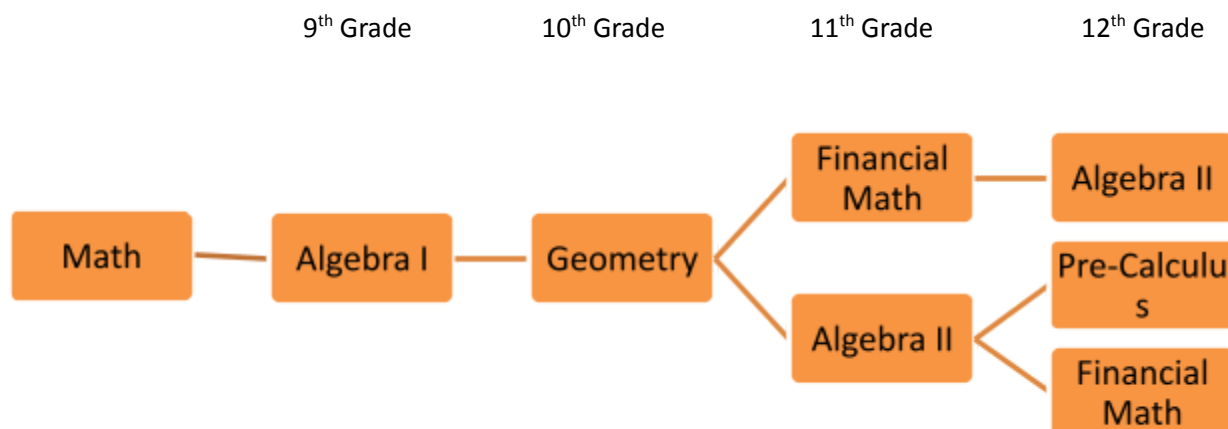 9th Grade
10th Grade
11th Grade
12th Grade
Math
Algebra I
Geometry
Financial
Math
Algebra II
Algebra II
Pre-Calculu
s
Financial
Math